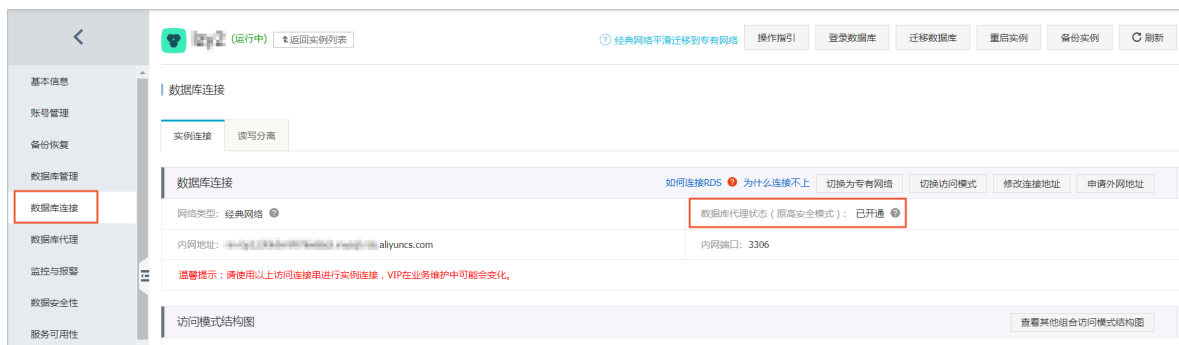 (运行中) 返回实例列表 经典网络平滑迁移到专有网络 操作指引 登录数据库 迁移数据库 重启实例 备份实例 刷新
基本信息
账号管理
备份恢复
数据库管理
数据库连接
数据库代理
监控与报警
数据安全性
服务可用性
数据库连接
实例连接 读写分离
数据库连接 如何连接RDS 为什么连接不上 切换为专有网络 切换访问模式 修改连接地址 申请外网地址
网络类型: 经典网络 数据库代理状态 ( 原高安全模式 ) : 已开通
内网地址: aliyuncs.com 内网端口: 3306
温馨提示:请使用以上访问连接串进行实例连接,VIP在业务维护中可能会变化。
访问模式结构图 查看其他组合访问模式结构图